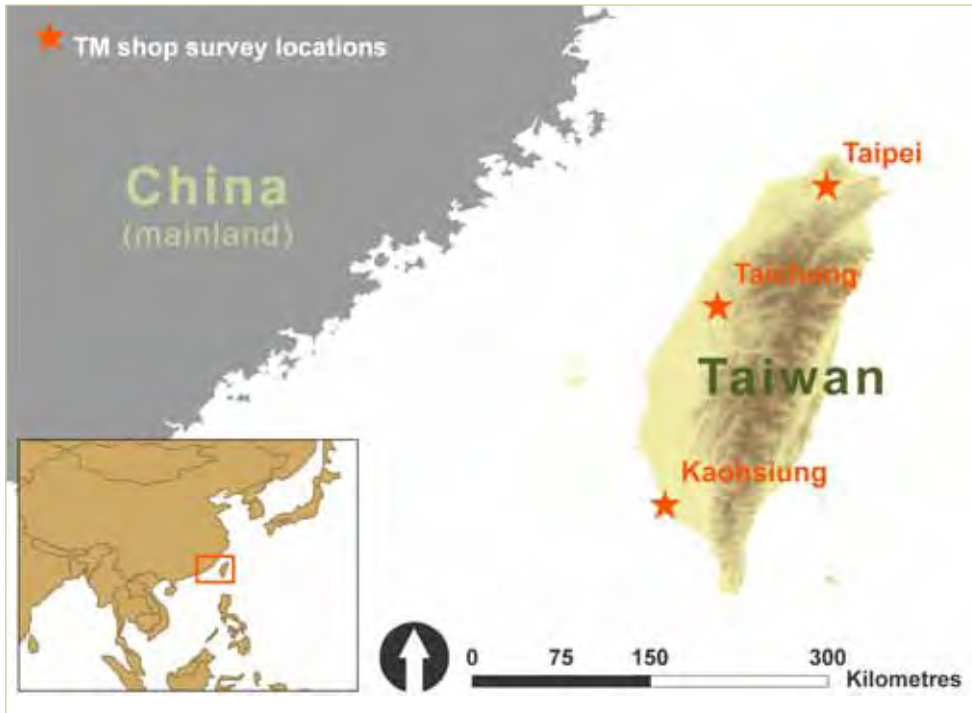 TM shop survey locations
China
(mainland)
Taipei
Taichung
Taiwan
Kaohsiung
0 75 150 300
Kilometres